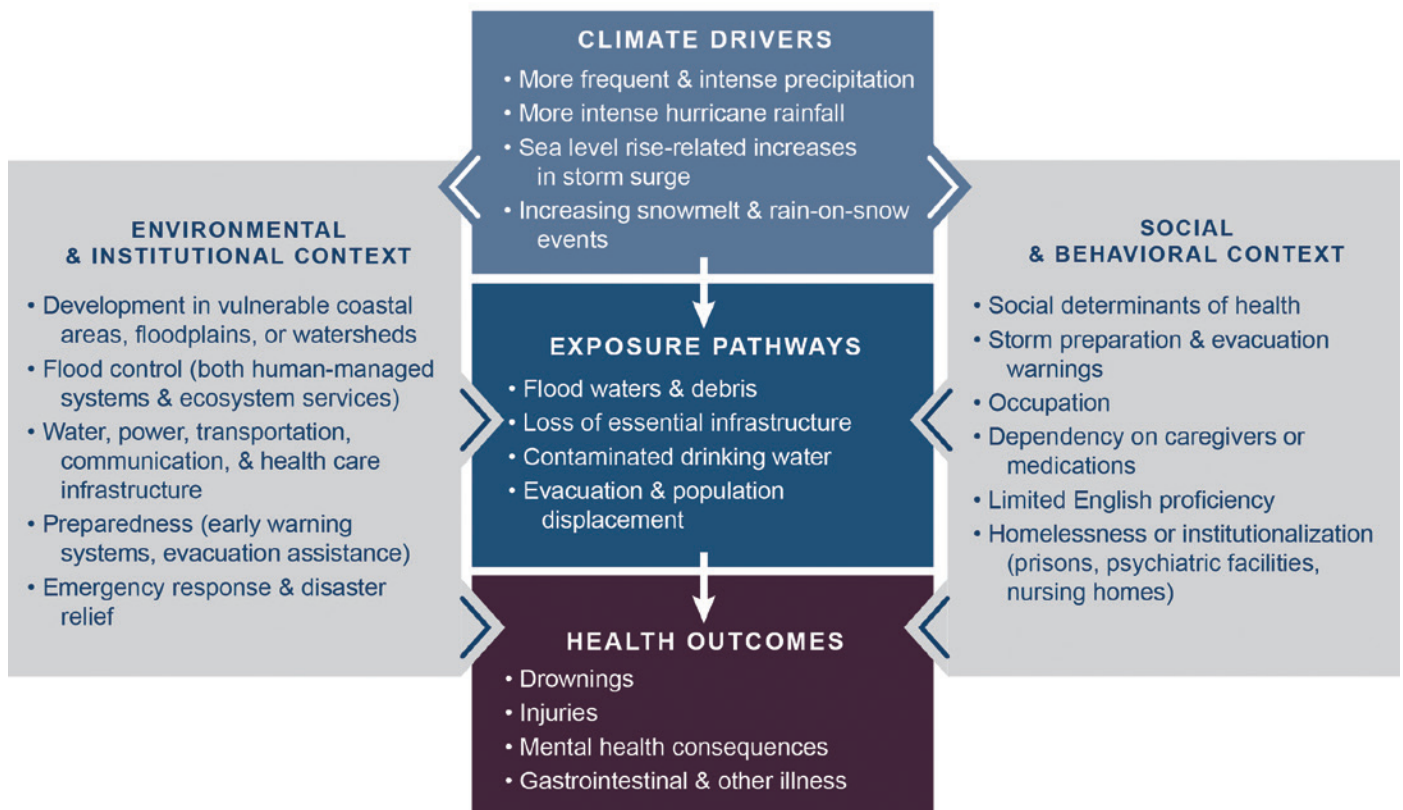 CLIMATE DRIVERS
• More frequent & intense precipitation
• More intense hurricane rainfall
• Sea level rise-related increases
in storm surge
• Increasing snowmelt & rain-on-snow
events
ENVIRONMENTAL
& INSTITUTIONAL CONTEXT
• Development in vulnerable coastal
areas, floodplains, or watersheds
• Flood control (both human-managed
systems & ecosystem services)
• Water, power, transportation,
communication, & health care
infrastructure
• Preparedness (early warning
systems, evacuation assistance)
• Emergency response & disaster
relief
EXPOSURE PATHWAYS
• Flood waters & debris
• Loss of essential infrastructure
• Contaminated drinking water
• Evacuation & population
displacement
SOCIAL
& BEHAVIORAL CONTEXT
• Social determinants of health
• Storm preparation & evacuation
warnings
• Occupation
• Dependency on caregivers or
medications
• Limited English proficiency
• Homelessness or institutionalization
(prisons, psychiatric facilities,
nursing homes)
HEALTH OUTCOMES
• Drownings
• Injuries
• Mental health consequences
• Gastrointestinal & other illness